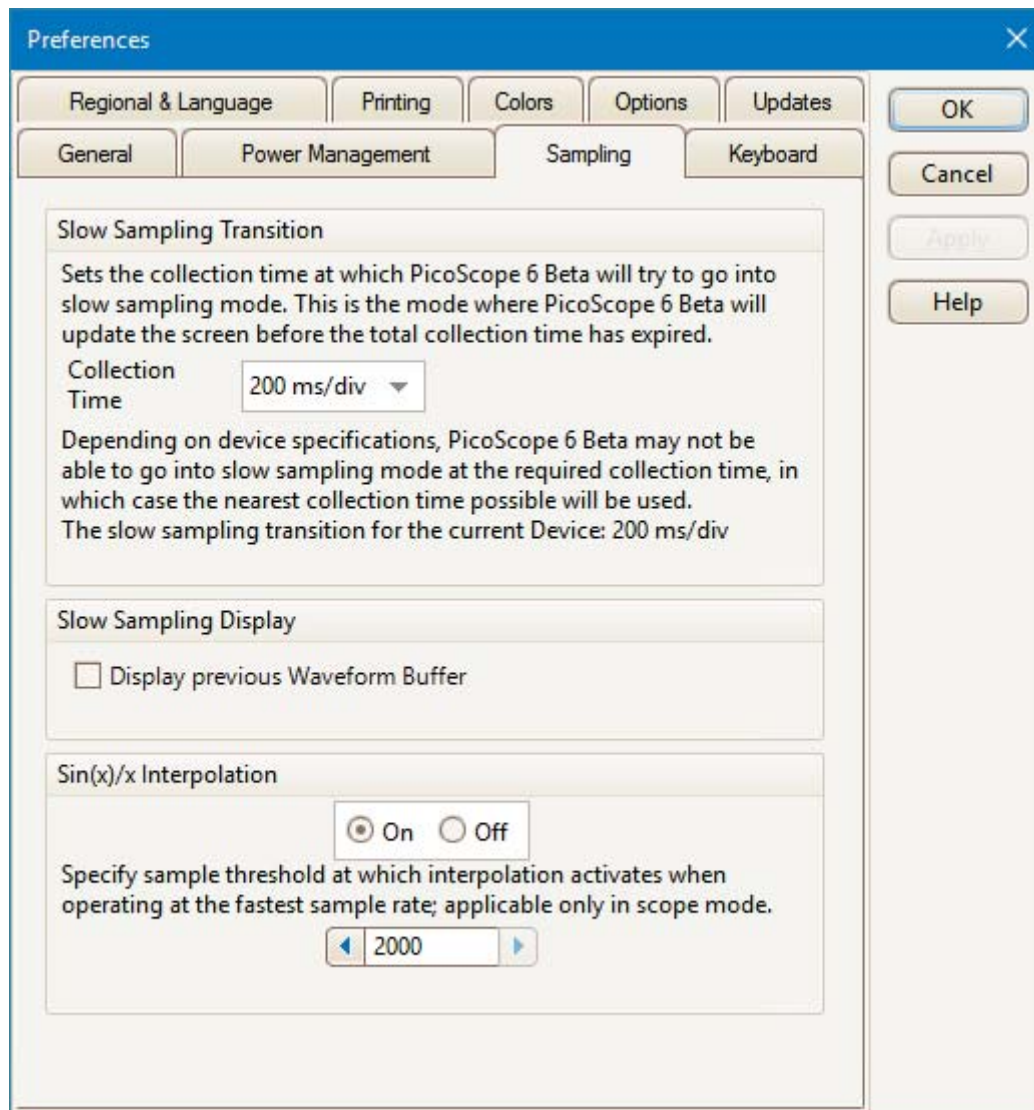 Preferences
Regional & Language
Printing
Colors
Options
Updates
General
Power Management
Sampling
Keyboard
OK
Cancel
Apply
Help
Slow Sampling Transition
Sets the collection time at which PicoScope 6 Beta will try to go into
slow sampling mode. This is the mode where PicoScope 6 Beta will
update the screen before the total collection time has expired.
Collection
Time
200 ms/div
Depending on device specifications, PicoScope 6 Beta may not be
able to go into slow sampling mode at the required collection time, in
which case the nearest collection time possible will be used.
The slow sampling transition for the current Device: 200 ms/div
Slow Sampling Display
Display previous Waveform Buffer
Sin(x)/x Interpolation
On Off
Specify sample threshold at which interpolation activates when
operating at the fastest sample rate; applicable only in scope mode.
2000